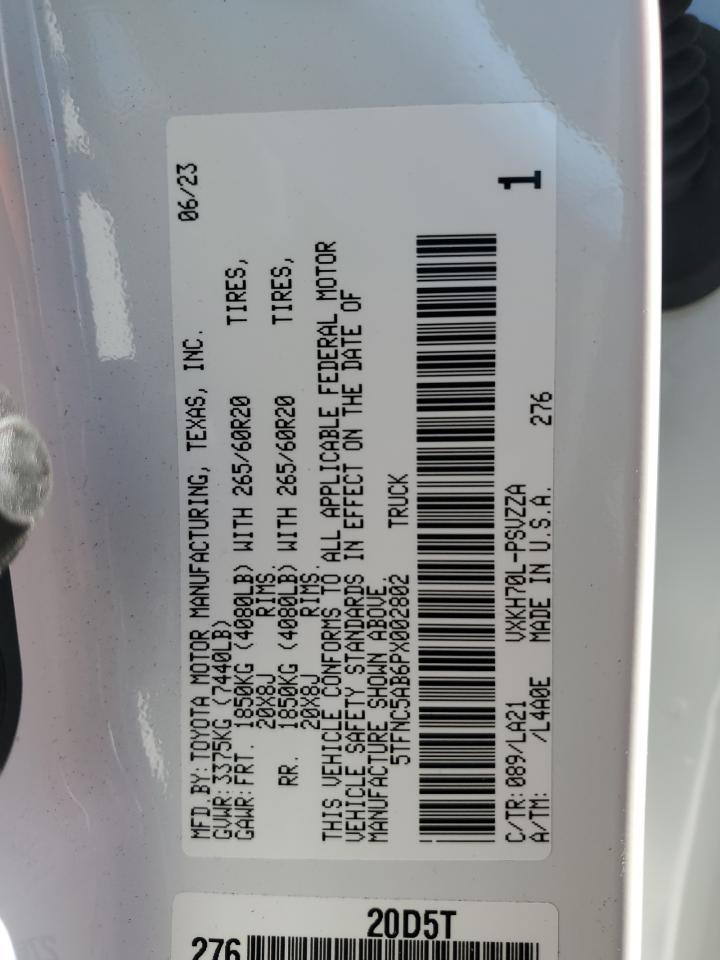 MFD.BY:TOYOTA MOTOR MANUFACTURING, TEXAS, INC. 06/23
GVWR:3375KG (7440LB)
GAWR:FRT. 1850KG (4080LB) WITH 265/60R20 TIRES,
20X8J RIMS.
RR. 1850KG (4080LB) WITH 265/60R20 TIRES,
20X8J RIMS.
THIS VEHICLE CONFORMS TO ALL APPLICABLE FEDERAL MOTOR
VEHICLE SAFETY STANDARDS IN EFFECT ON THE DATE OF
MANUFACTURE SHOWN ABOVE.
5TFNC5AB6PX002802 TRUCK
1
C/TR:089/LA21 VXKH70L-PSVZZA
A/TM: /L4A0E MADE IN U.S.A. 276
20D5T
276